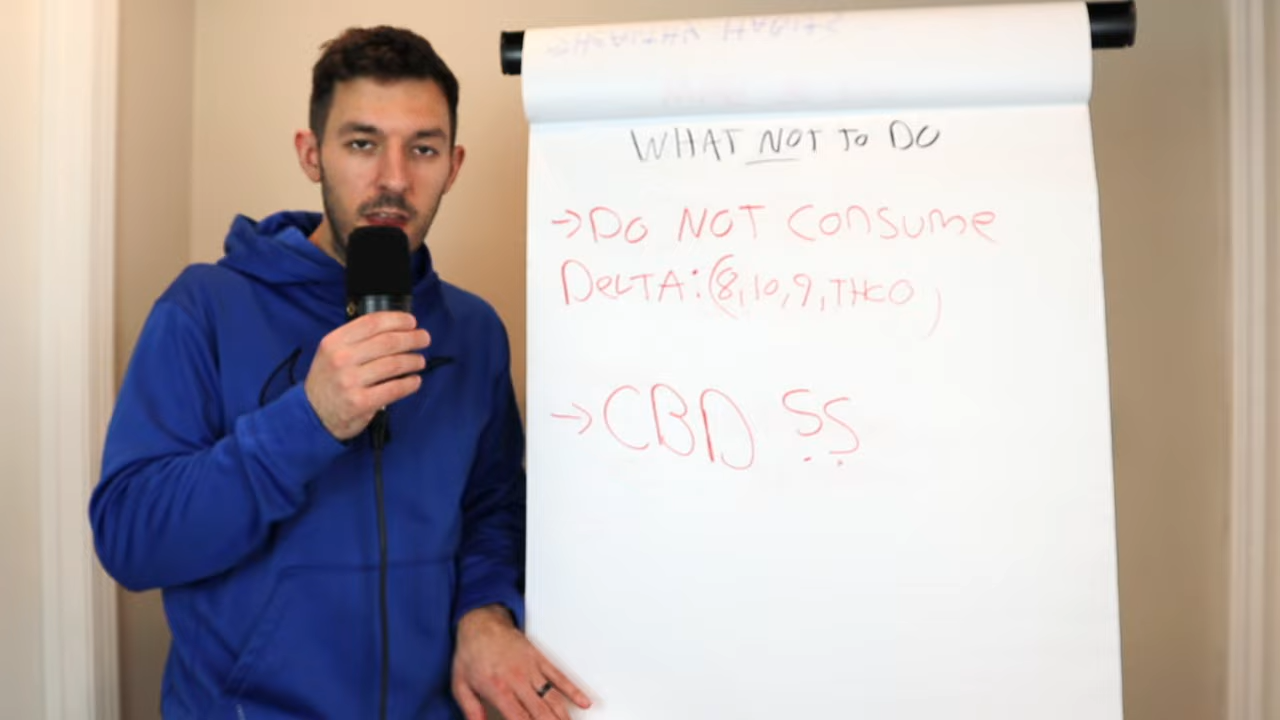 WHAT NOT TO DO
→DO NOT CONSUME
DELTA:(8,10,9,THCO )
→CBD ??